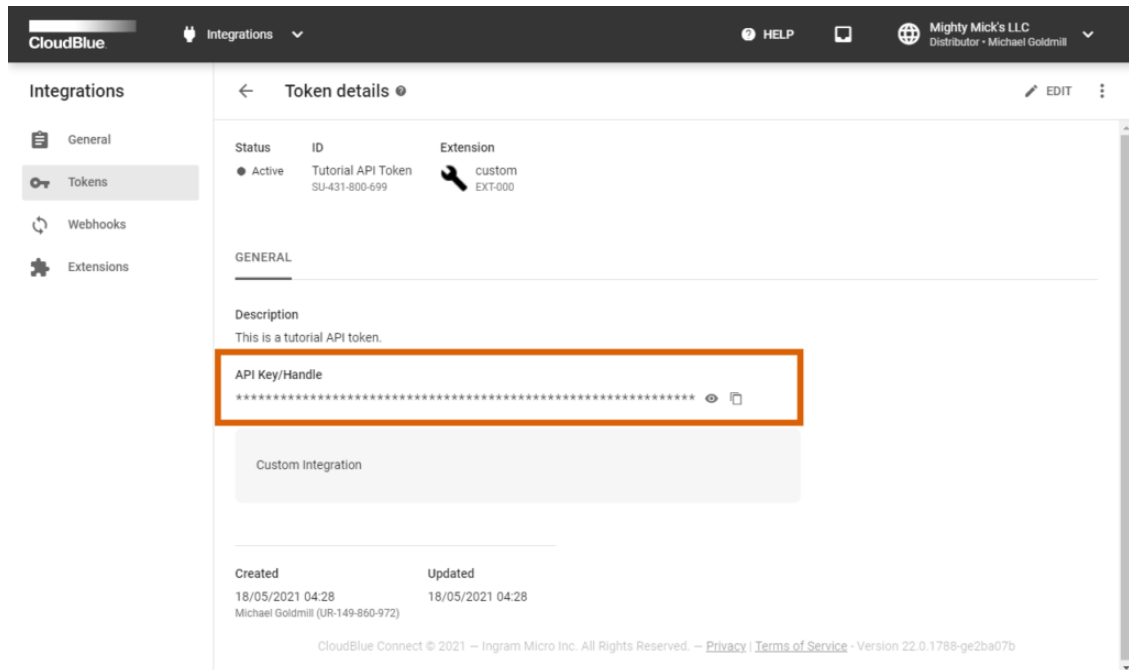 CloudBlue.
Integrations
HELP
Mighty Mick's LLC
Distributor • Michael Goldmill
Integrations
General
Tokens
Webhooks
Extensions
Token details
EDIT
Status ID Extension
Active Tutorial API Token custom
SU-431-800-699 EXT-000
GENERAL
Description
This is a tutorial API token.
API Key/Handle
**************************************************************
Custom Integration
Created Updated
18/05/2021 04:28 18/05/2021 04:28
Michael Goldmill (UR-149-860-972)
CloudBlue Connect © 2021 — Ingram Micro Inc. All Rights Reserved. — Privacy | Terms of Service - Version 22.0.1788-ge2ba07b